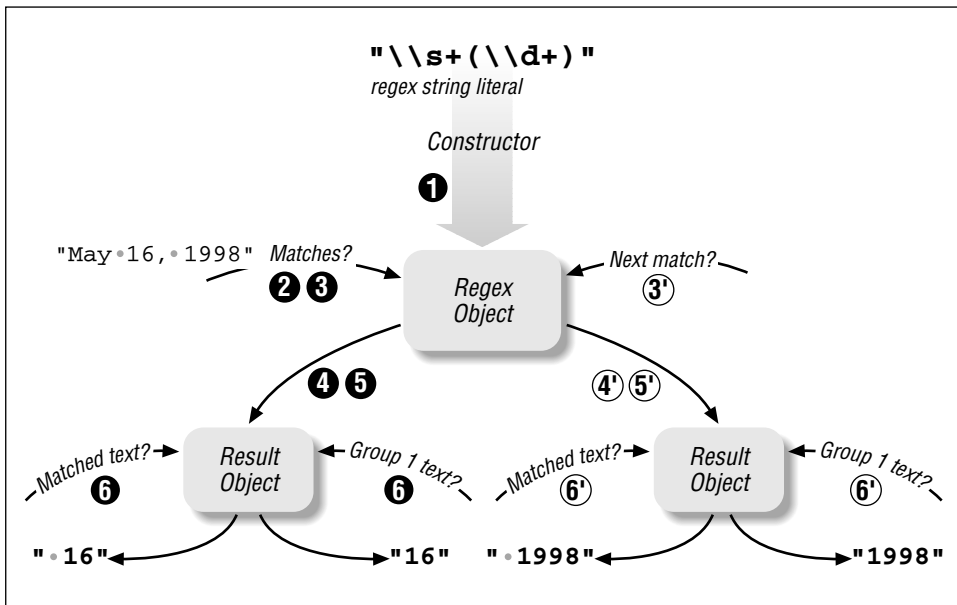 "\\s+(\\d+)"
regex string literal
Constructor
❶
"May•16,•1998" Matches?
❷ ❸
Next match?
3'
Regex
Object
❹ ❺
4' 5'
Matched text?
❻
Result
Object
Group 1 text?
❻
Matched text?
6'
Result
Object
Group 1 text?
6'
"•16"
"16"
"•1998"
"1998"